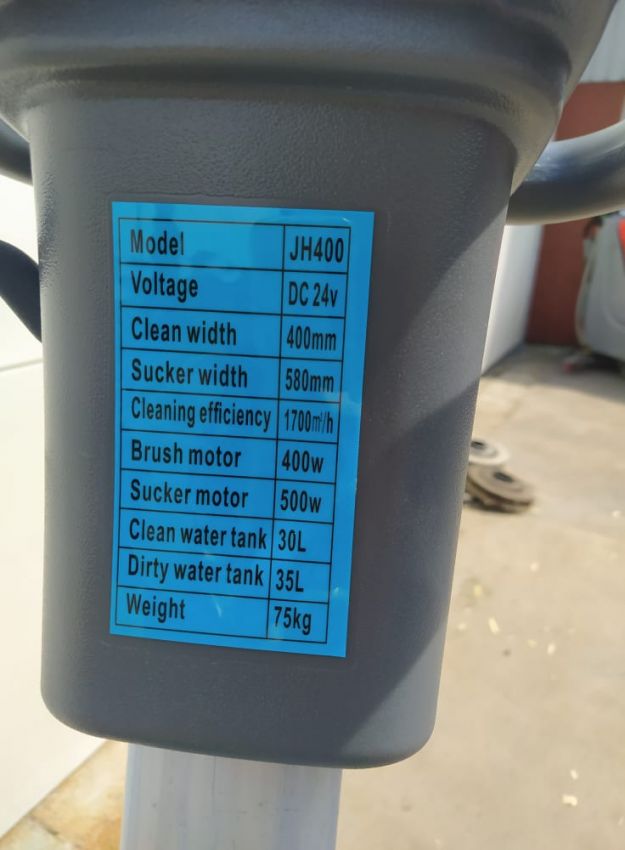 Model JH400
Voltage DC 24v
Clean width 400mm
Sucker width 580mm
Cleaning efficiency 1700㎡/h
Brush motor 400w
Sucker motor 500w
Clean water tank 30L
Dirty water tank 35L
Weight 75kg